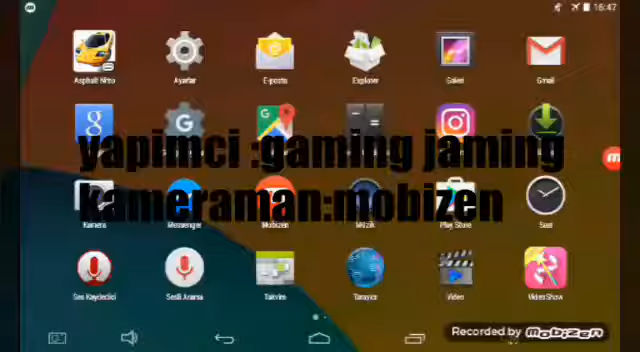 16:47
Asphalt Nitro
Ayarlar
E-posta
Explorer
Galeri
Gmail
yapimci :gaming jaming
kameraman:mobizen
Kamera
Messenger
Mobizen
Müzik
Play Store
Saat
Ses Kaydedici
Sesli Arama
Takvim
Tarayıcı
Video
VideoShow
Recorded by mobizen